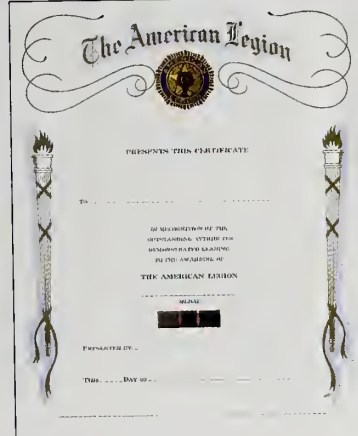 The American Legion
PRESENTS THIS CERTIFICATE
To
IN RECOGNITION OF THE
OUTSTANDING
DEMONSTRATED LEADING
TO THE AWARDING OF
THE AMERICAN LEGION
MEDAL
PRESENTED BY
THIS DAY OF